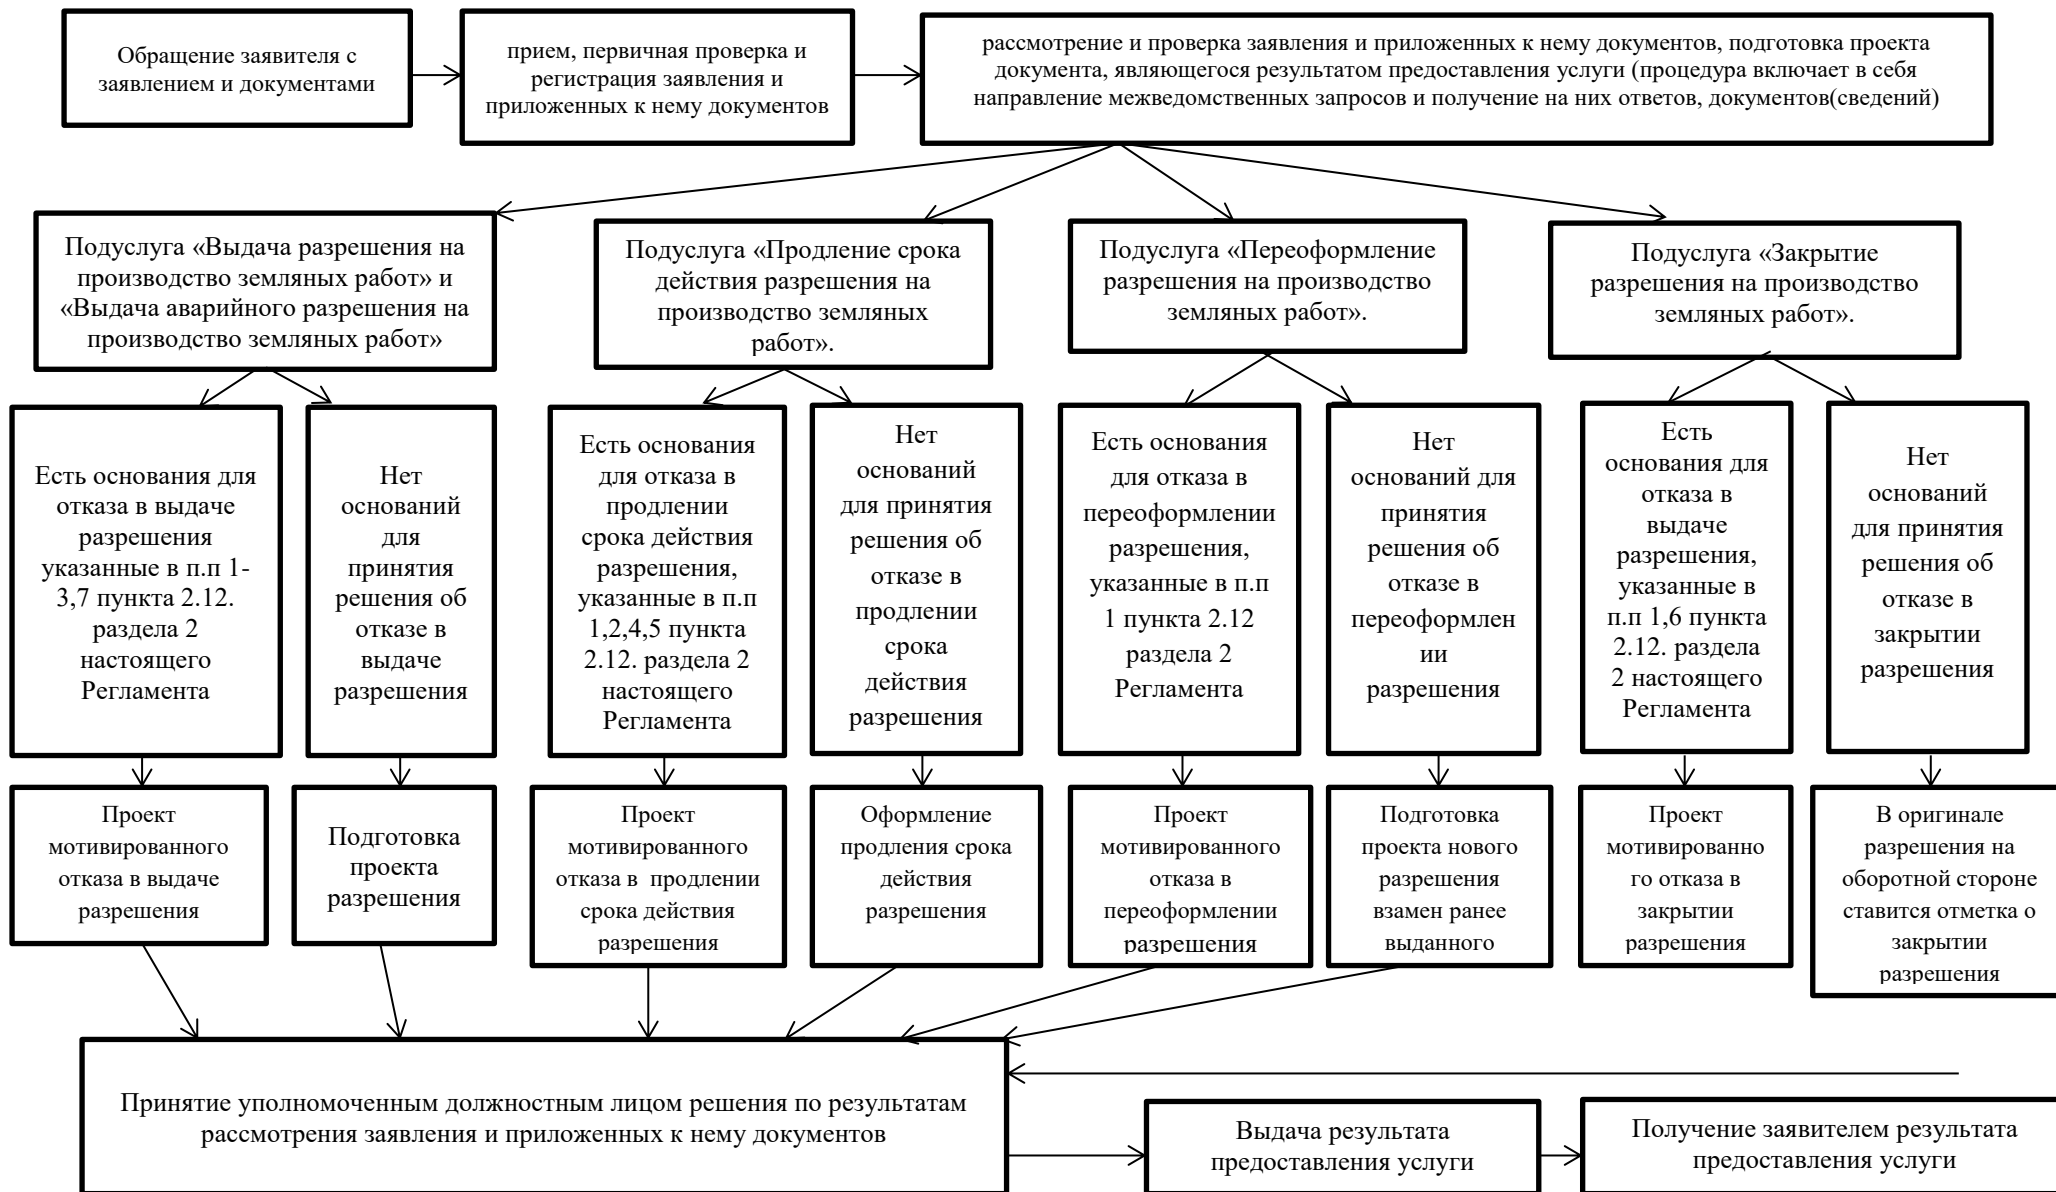 Обращение заявителя с
заявлением и документами
прием, первичная проверка и
регистрация заявления и
приложенных к нему документов
рассмотрение и проверка заявления и приложенных к нему документов, подготовка проекта
документа, являющегося результатом предоставления услуги (процедура включает в себя
направление межведомственных запросов и получение на них ответов, документов(сведений)
Подуслуга «Выдача разрешения на
производство земляных работ» и
«Выдача аварийного разрешения на
производство земляных работ»
Подуслуга «Продление срока
действия разрешения на
производство земляных
работ».
Подуслуга «Переоформление
разрешения на производство
земляных работ».
Подуслуга «Закрытие
разрешения на производство
земляных работ».
Есть основания для
отказа в выдаче
разрешения
указанные в п.п 1-
3,7 пункта 2.12.
раздела 2
настоящего
Регламента
Нет
оснований
для
принятия
решения об
отказе в
выдаче
разрешения
Есть основания
для отказа в
продлении
срока действия
разрешения,
указанные в п.п
1,2,4,5 пункта
2.12. раздела 2
настоящего
Регламента
Нет
оснований
для принятия
решения об
отказе в
продлении
срока
действия
разрешения
Есть основания
для отказа в
переоформлении
разрешения,
указанные в п.п
1 пункта 2.12
раздела 2
Регламента
Нет
оснований для
принятия
решения об
отказе в
переоформлен
ии
разрешения
Есть
основания для
отказа в
выдаче
разрешения,
указанные в
п.п 1,6 пункта
2.12. раздела
2 настоящего
Регламента
Нет
оснований
для принятия
решения об
отказе в
закрытии
разрешения
Проект
мотивированного
отказа в выдаче
разрешения
Подготовка
проекта
разрешения
Проект
мотивированного
отказа в  продлении
срока действия
разрешения
Оформление
продления срока
действия
разрешения
Проект
мотивированного
отказа в
переоформлении
разрешения
Подготовка
проекта нового
разрешения
взамен ранее
выданного
Проект
мотивированно
го отказа в
закрытии
разрешения
В оригинале
разрешения на
оборотной стороне
ставится отметка о
закрытии
разрешения
Принятие уполномоченным должностным лицом решения по результатам
рассмотрения заявления и приложенных к нему документов
Выдача результата
предоставления услуги
Получение заявителем результата
предоставления услуги